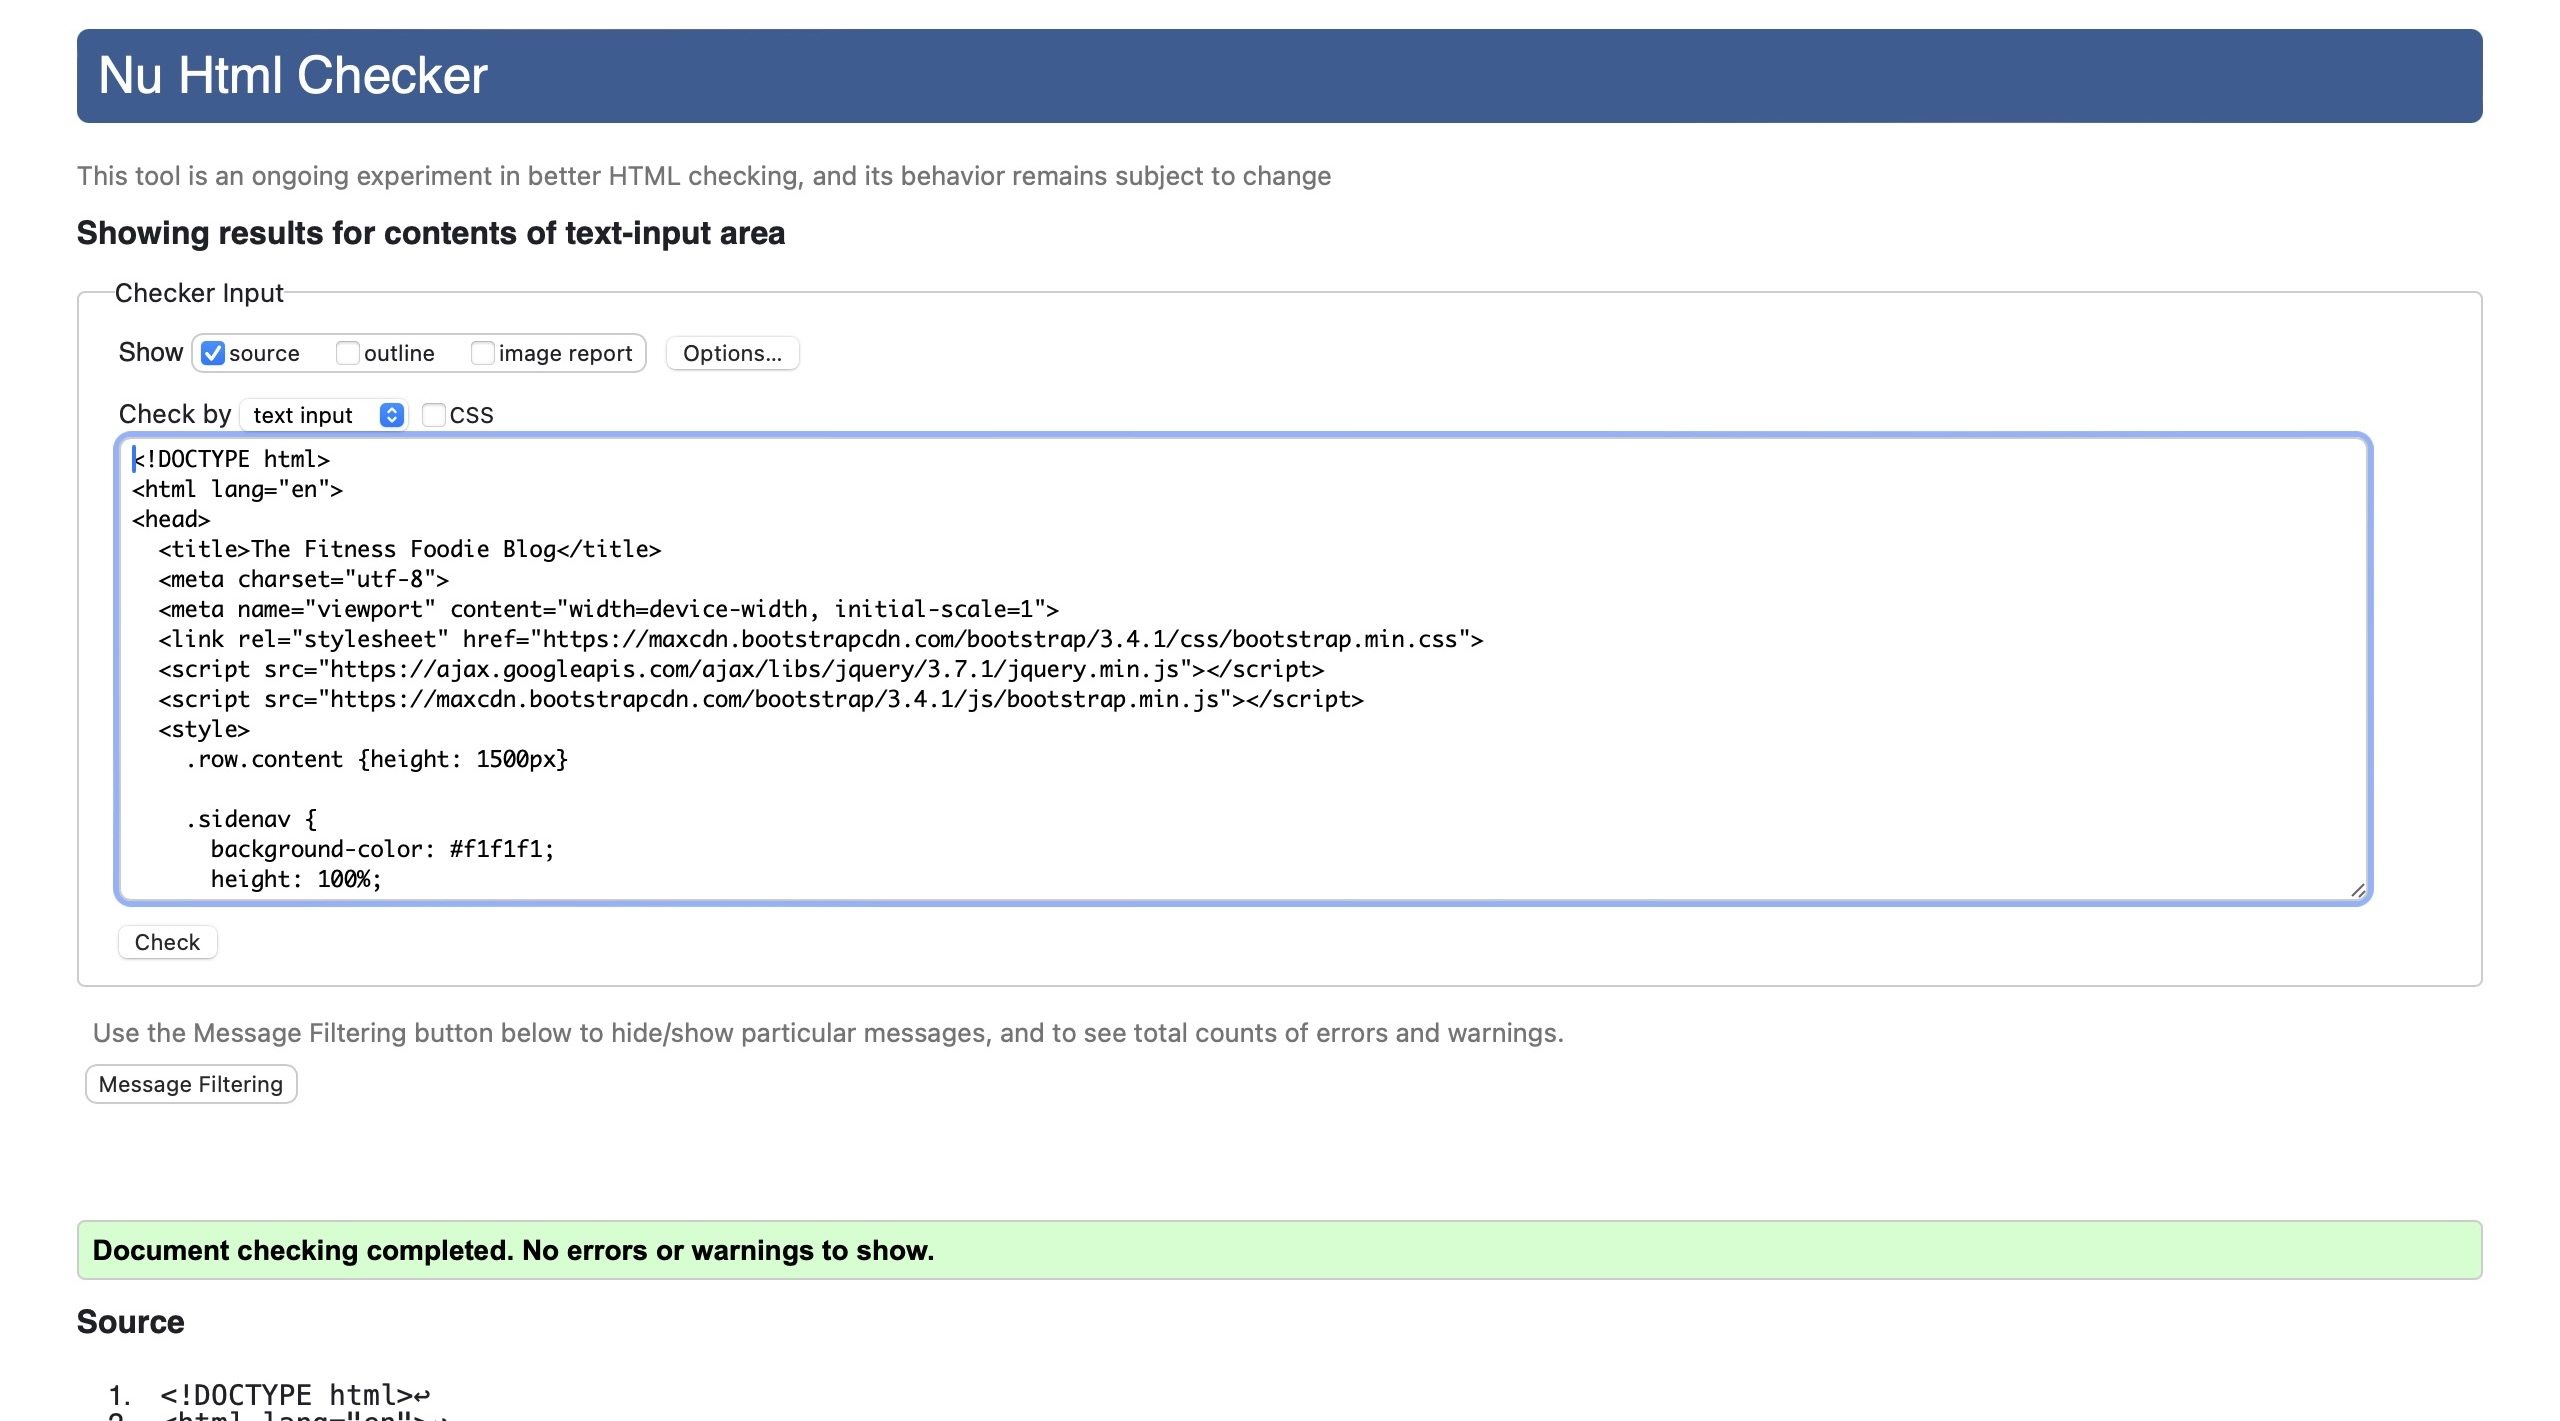 Nu Html Checker
This tool is an ongoing experiment in better HTML checking, and its behavior remains subject to change
Showing results for contents of text-input area
Checker Input
Show source outline image report Options...
Check by text input CSS
<!DOCTYPE html>
<html lang="en">
<head>
  <title>The Fitness Foodie Blog</title>
  <meta charset="utf-8">
  <meta name="viewport" content="width=device-width, initial-scale=1">
  <link rel="stylesheet" href="https://maxcdn.bootstrapcdn.com/bootstrap/3.4.1/css/bootstrap.min.css">
  <script src="https://ajax.googleapis.com/ajax/libs/jquery/3.7.1/jquery.min.js"></script>
  <script src="https://maxcdn.bootstrapcdn.com/bootstrap/3.4.1/js/bootstrap.min.js"></script>
  <style>
    .row.content {height: 1500px}
    .sidenav {
      background-color: #f1f1f1;
      height: 100%;
Check
Use the Message Filtering button below to hide/show particular messages, and to see total counts of errors and warnings.
Message Filtering
Document checking completed. No errors or warnings to show.
Source
1. <!DOCTYPE html>↩
2. <html lang="en">↩